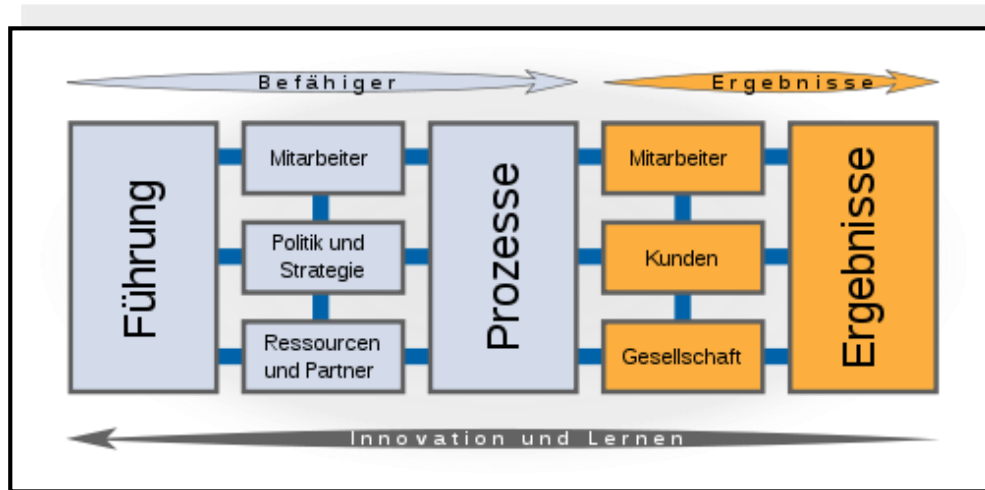 Befähiger
Ergebnisse
Führung
Mitarbeiter
Politik und
Strategie
Ressourcen
und Partner
Prozesse
Mitarbeiter
Kunden
Gesellschaft
Ergebnisse
Innovation und Lernen